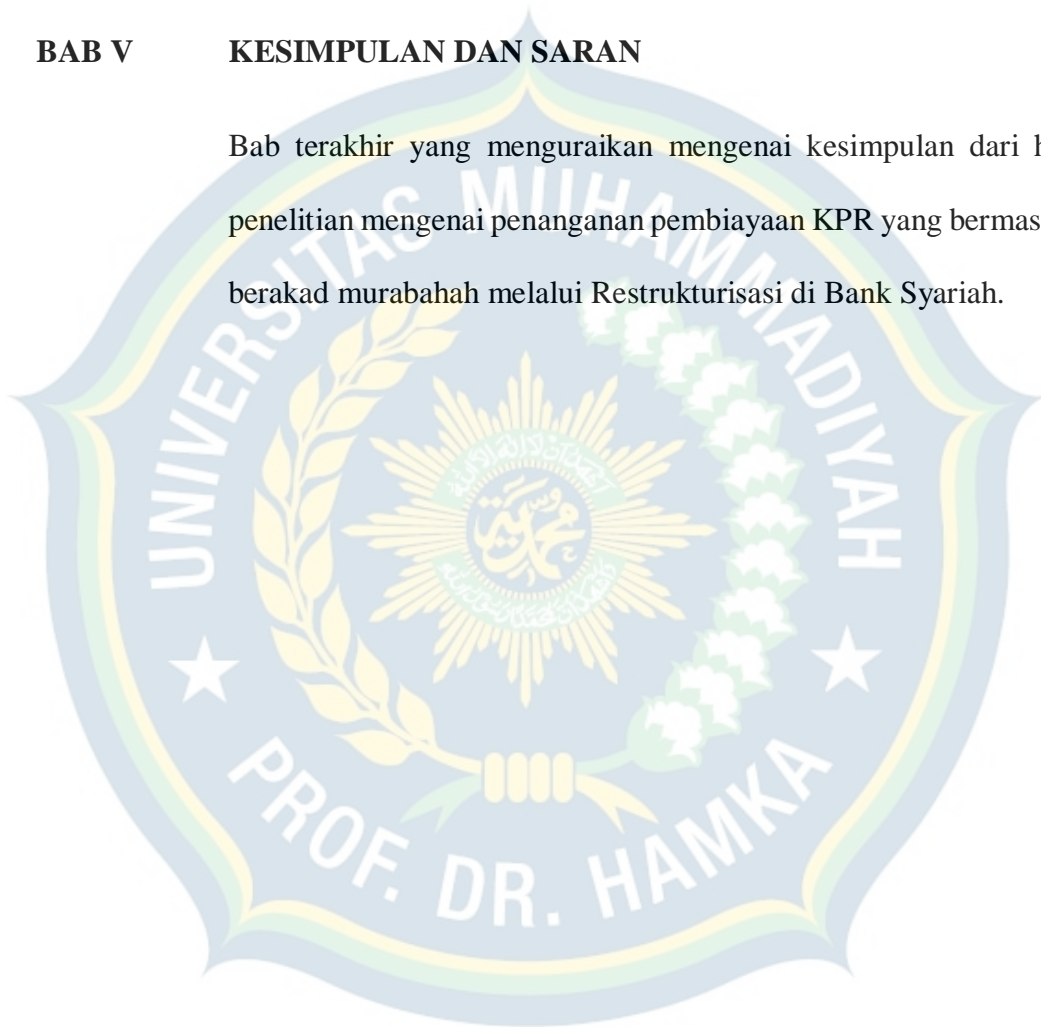 BAB V KESIMPULAN DAN SARAN
Bab terakhir yang menguraikan mengenai kesimpulan dari
penelitian mengenai penanganan pembiayaan KPR yang
berakad murabahah melalui Restrukturisasi di Bank Syariah.
UNIVERSITAS MUHAMMADIYAH
PROF. DR. HAMKA